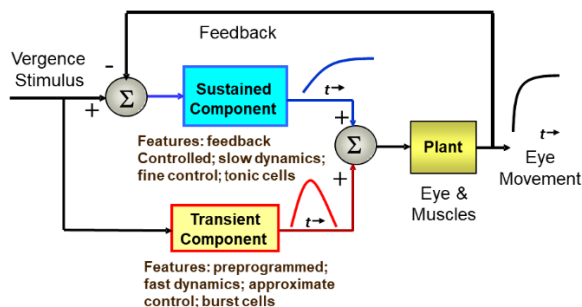 Feedback
Vergence
Stimulus
-
+
Σ
Sustained
Component
t→
Features: feedback
Controlled; slow dynamics;
fine control; tonic cells
+
Σ
+
Plant
Eye &
Muscles
t→
Eye
Movement
Transient
Component
t→
Features: preprogrammed;
fast dynamics; approximate
control; burst cells